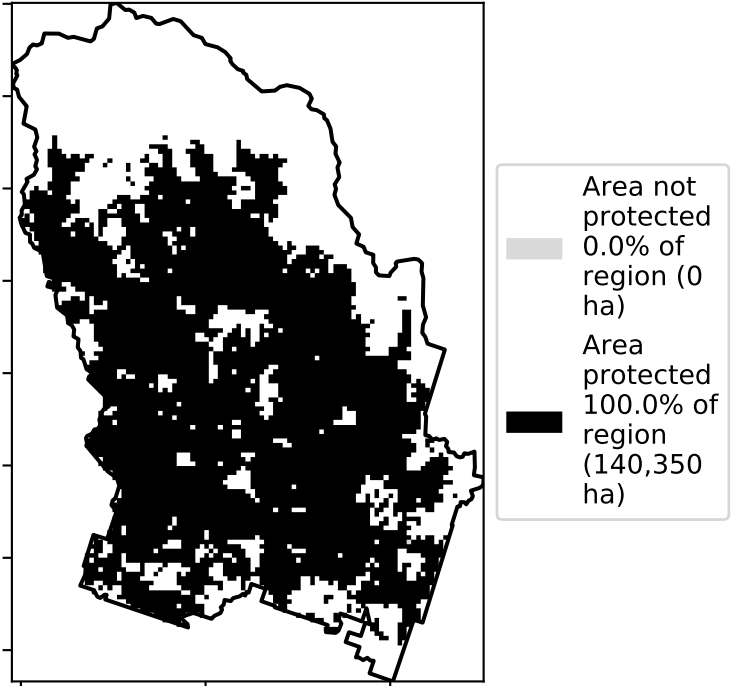 Area not
protected
0.0% of
region (0
ha)
Area
protected
100.0% of
region
(140,350
ha)